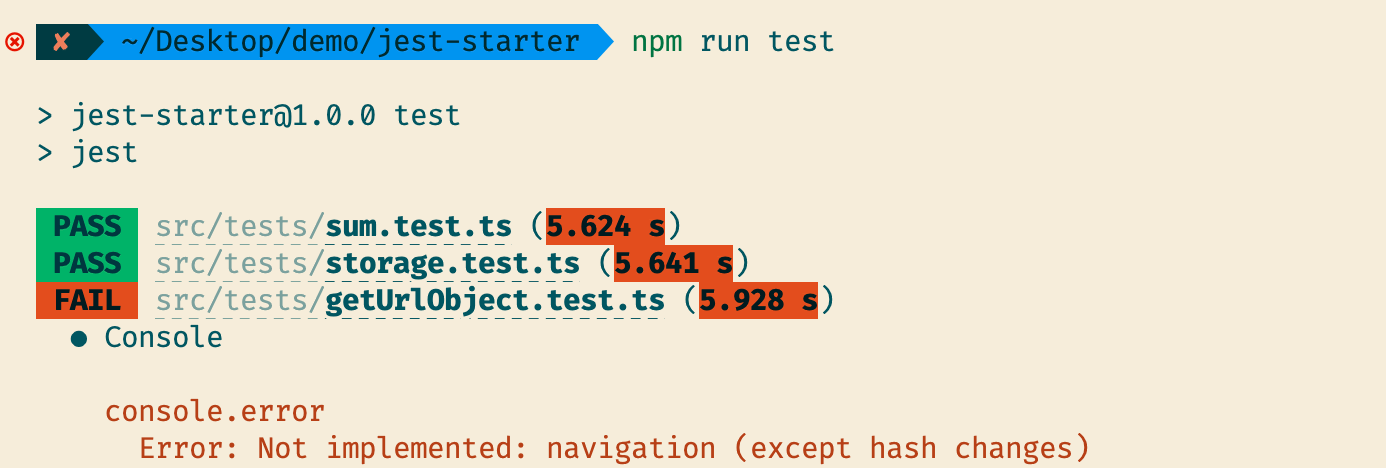 ✘ ~/Desktop/demo/jest-starter npm run test
> jest-starter@1.0.0 test
> jest
PASS src/tests/sum.test.ts (5.624 s)
PASS src/tests/storage.test.ts (5.641 s)
FAIL src/tests/getUrlObject.test.ts (5.928 s)
● Console
console.error
Error: Not implemented: navigation (except hash changes)